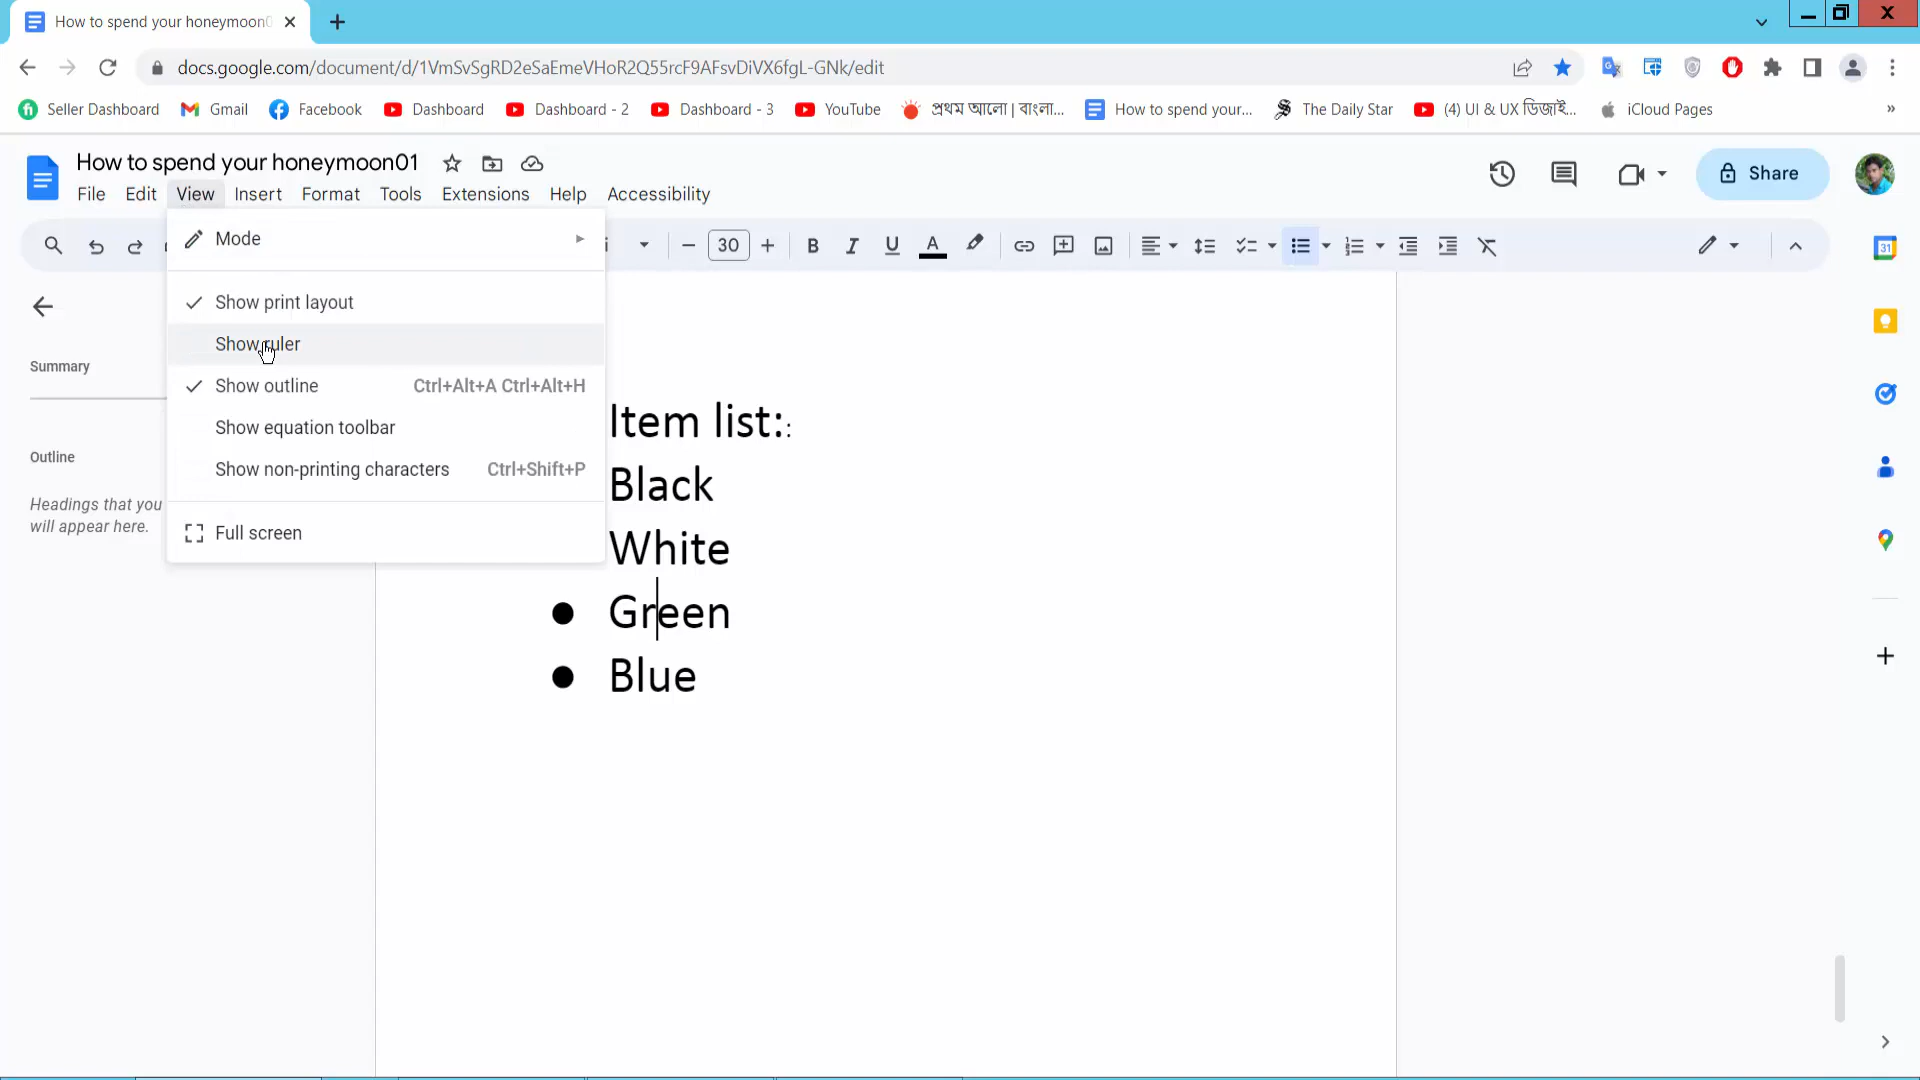 How to spend your honeymoon0
docs.google.com/document/d/1VmSvSgRD2eSaEmeVHoR2Q55rcF9AFsvDiVX6fgL-GNk/edit
Seller Dashboard Gmail Facebook Dashboard Dashboard - 2 Dashboard - 3 YouTube প্রথম আলো | বাংলা... How to spend your... The Daily Star (4) UI & UX ডিজাই... iCloud Pages »
How to spend your honeymoon01
Share
File Edit View Insert Format Tools Extensions Help Accessibility
Mode
30 B I U A
31
Show print layout
Show ruler
Summary
Show outline Ctrl+Alt+A Ctrl+Alt+H
Show equation toolbar
Outline
Show non-printing characters Ctrl+Shift+P
Headings that you
will appear here.
Full screen
Item list::
Black
White
● Green
● Blue